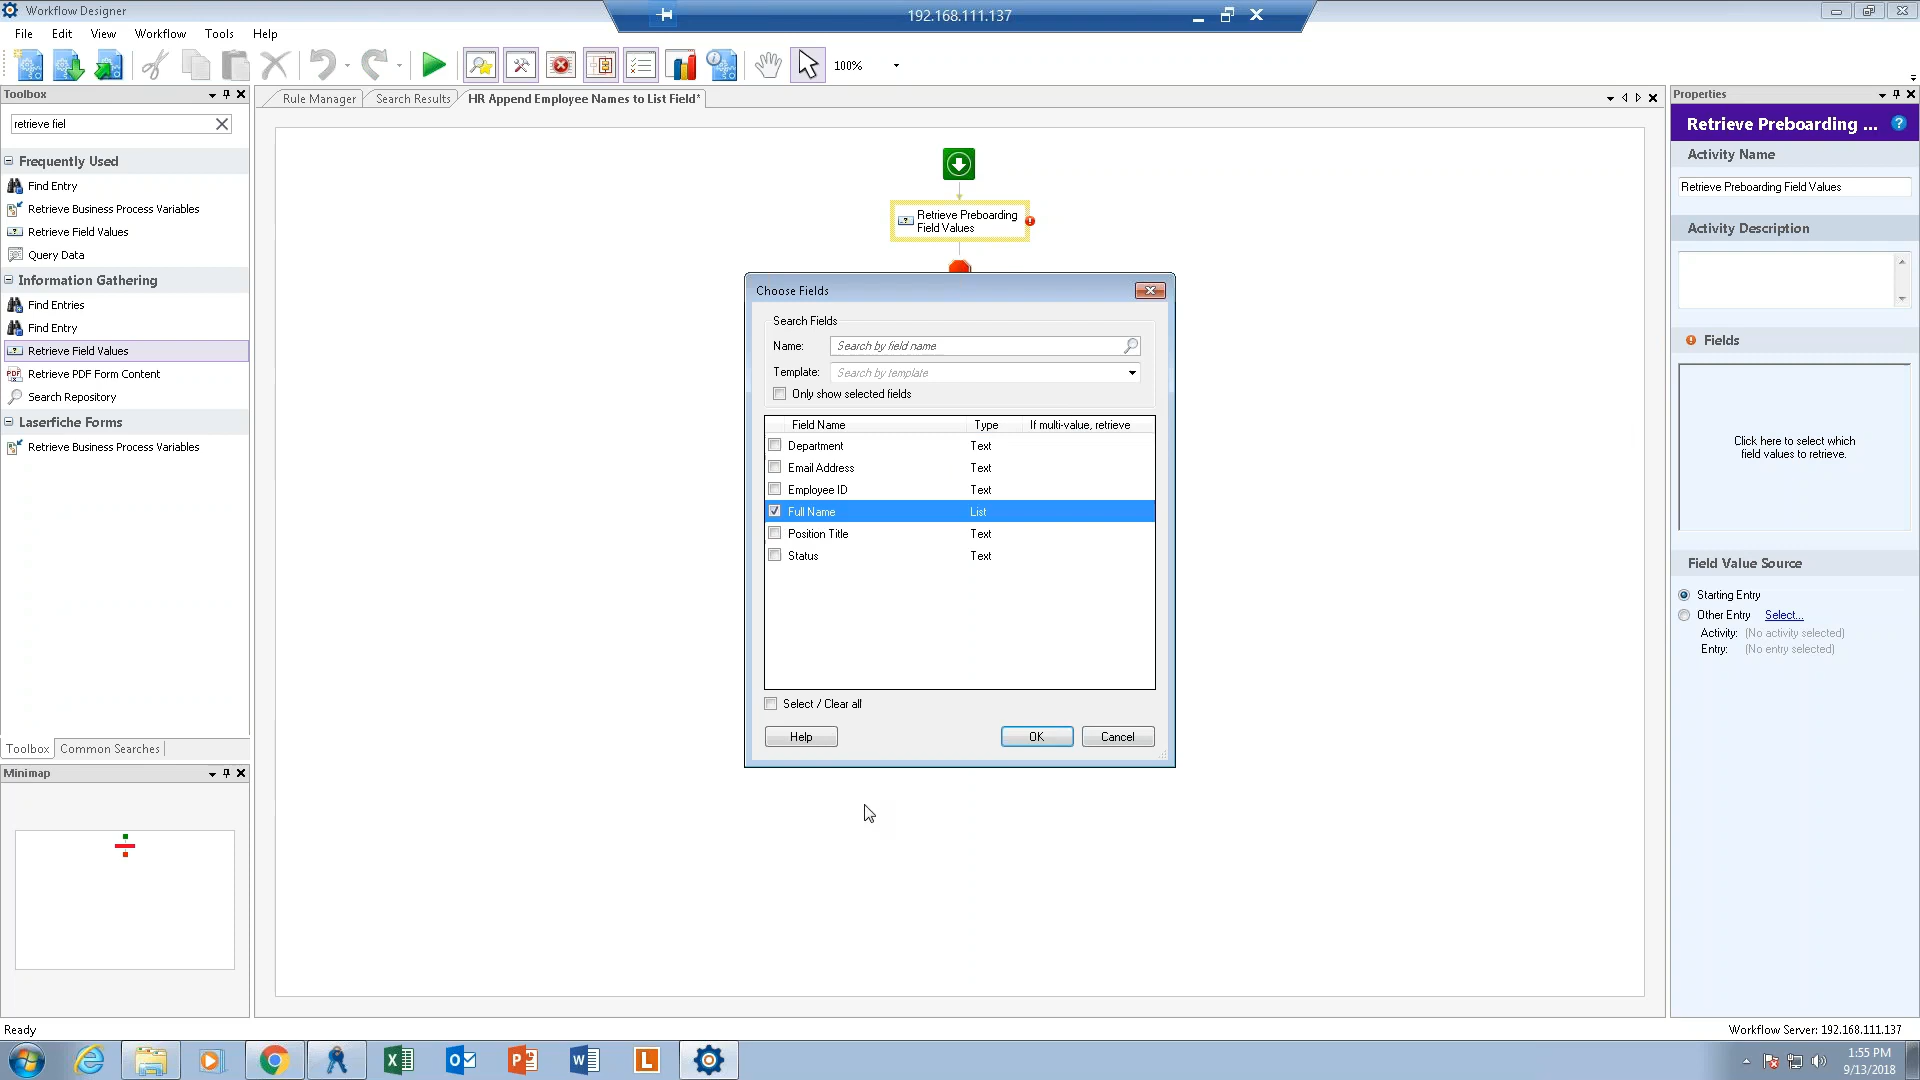 Workflow Designer
192.168.111.137
File Edit View Workflow Tools Help
100%
Toolbox
retrieve fiel
Frequently Used
Find Entry
Retrieve Business Process Variables
Retrieve Field Values
Query Data
Information Gathering
Find Entries
Find Entry
Retrieve Field Values
PDF Retrieve PDF Form Content
Search Repository
Laserfiche Forms
Retrieve Business Process Variables
Toolbox Common Searches
Minimap
Rule Manager Search Results HR Append Employee Names to List Field*
Retrieve Preboarding
Field Values
Choose Fields
Search Fields
Name: Search by field name
Template: Search by template
Only show selected fields
Field Name Type If multi-value, retrieve
Department Text
Email Address Text
Employee ID Text
Full Name List
Position Title Text
Status Text
Select / Clear all
Help OK Cancel
Properties
Retrieve Preboarding ... ?
Activity Name
Retrieve Preboarding Field Values
Activity Description
Fields
Click here to select which
field values to retrieve.
Field Value Source
Starting Entry
Other Entry Select...
Activity: (No activity selected)
Entry: (No entry selected)
Ready
Workflow Server: 192.168.111.137
1:55 PM
9/13/2018